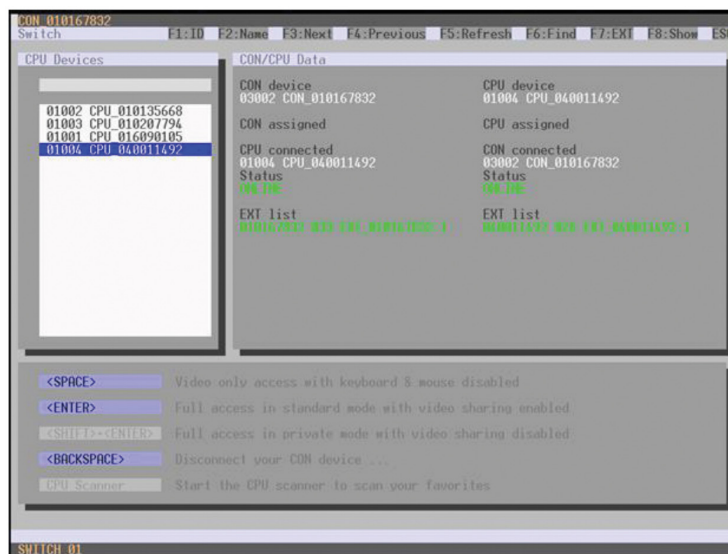 CON 010167832
Switch F1:ID F2:Name F3:Next F4:Previous F5:Refresh F6:Find F7:EXT F8:Show ES
CPU Devices
01002 CPU_010135668
01003 CPU_010207794
01001 CPU_016090105
01004 CPU_040011492
CON/CPU Data
CON device CPU device
03002 CON_010167832 01004 CPU_040011492
CON assigned CPU assigned
CPU connected CON connected
01004 CPU_040011492 03002 CON_010167832
Status Status
ONLINE ONLINE
EXT list EXT list
<SPACE> Video only access with keyboard & mouse disabled
<ENTER> Full access in standard mode with video sharing enabled
<SHIFT>+<ENTER> Full access in private mode with video sharing disabled
<BACKSPACE> Disconnect your CON device ...
CPU Scanner Start the CPU scanner to scan your favorites
SWITCH_01